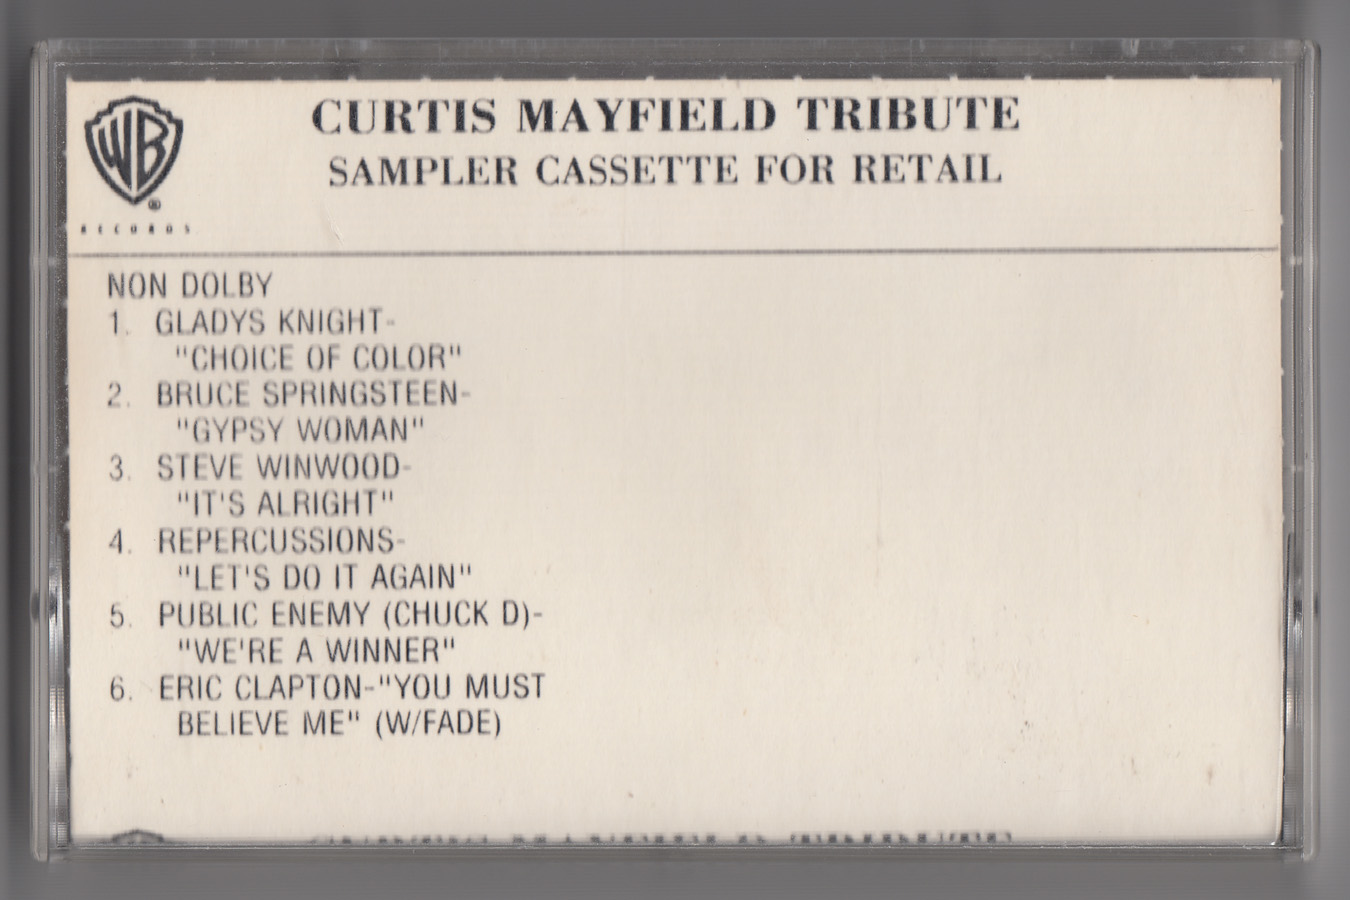 WB
®
RECORDS
CURTIS MAYFIELD TRIBUTE
SAMPLER CASSETTE FOR RETAIL
NON DOLBY
1. GLADYS KNIGHT-
"CHOICE OF COLOR"
2. BRUCE SPRINGSTEEN-
"GYPSY WOMAN"
3. STEVE WINWOOD-
"IT'S ALRIGHT"
4. REPERCUSSIONS-
"LET'S DO IT AGAIN"
5. PUBLIC ENEMY (CHUCK D)-
"WE'RE A WINNER"
6. ERIC CLAPTON-"YOU MUST
BELIEVE ME" (W/FADE)